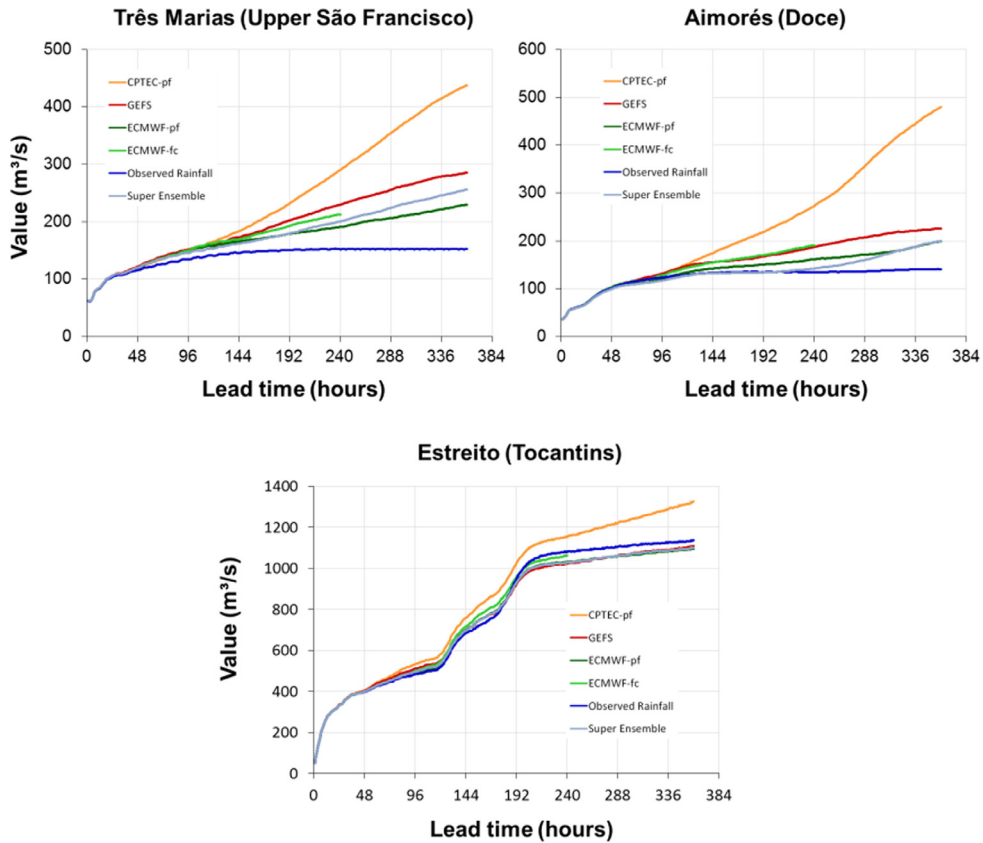 Três Marias (Upper São Francisco)
500
400
300
200
100
0
Value (m³/s)
CPTEC-pf
GEFS
ECMWF-pf
ECMWF-fc
Observed Rainfall
Super Ensemble
0 48 96 144 192 240 288 336 384
Lead time (hours)
Aimorés (Doce)
600
500
400
300
200
100
0
CPTEC-pf
GEFS
ECMWF-pf
ECMWF-fc
Observed Rainfall
Super Ensemble
0 48 96 144 192 240 288 336 384
Lead time (hours)
Estreito (Tocantins)
1400
1200
1000
800
600
400
200
0
Value (m³/s)
CPTEC-pf
GEFS
ECMWF-pf
ECMWF-fc
Observed Rainfall
Super Ensemble
0 48 96 144 192 240 288 336 384
Lead time (hours)